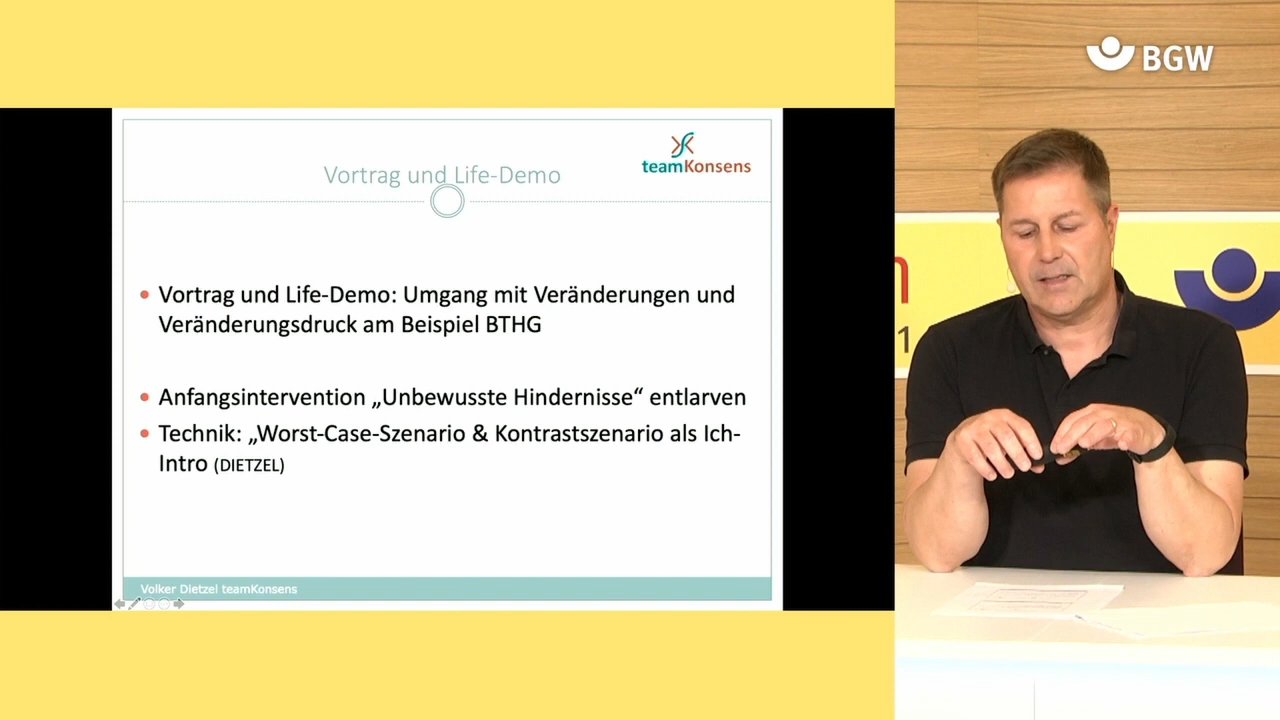 Vortrag und Life-Demo
teamKonsens
Vortrag und Life-Demo: Umgang mit Veränderungen und
Veränderungsdruck am Beispiel BTHG
Anfangsintervention „Unbewusste Hindernisse“ entlarven
Technik: „Worst-Case-Szenario & Kontrastszenario als Ich-
Intro (DIETZEL)
Volker Dietzel teamKonsens
BGW
n
1